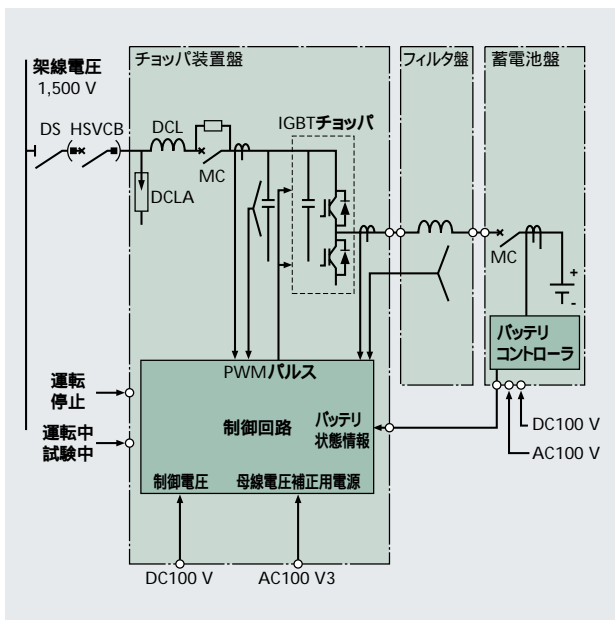 架線電圧
1,500 V
チョッパ装置盤
フィルタ盤
蓄電池盤
DS HSVCB
DCL
IGBTチョッパ
MC
DCLA
MC
+
-
バッテリ
コントローラ
PWMパルス
運転
停止
制御回路
バッテリ
状態情報
運転中
試験中
DC100 V
AC100 V
制御電圧
母線電圧補正用電源
DC100 V
AC100 V3